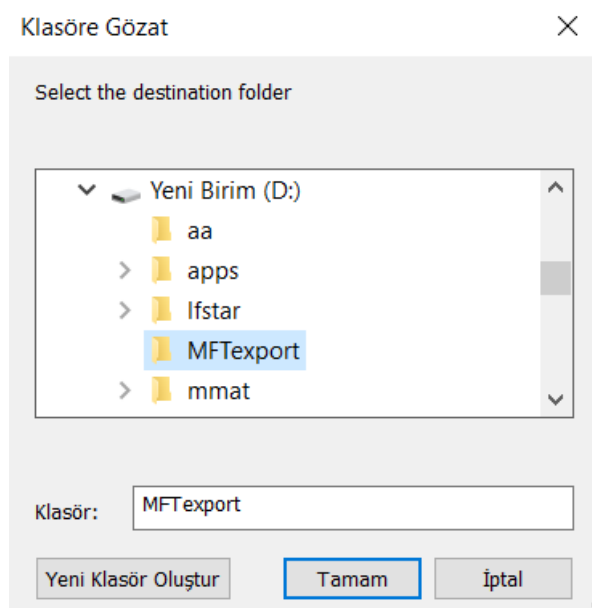 Klasöre Gözat
Select the destination folder
Yeni Birim (D:)
aa
apps
lfstar
MFTexport
mmat
Klasör: MFTexport
Yeni Klasör Oluştur Tamam İptal